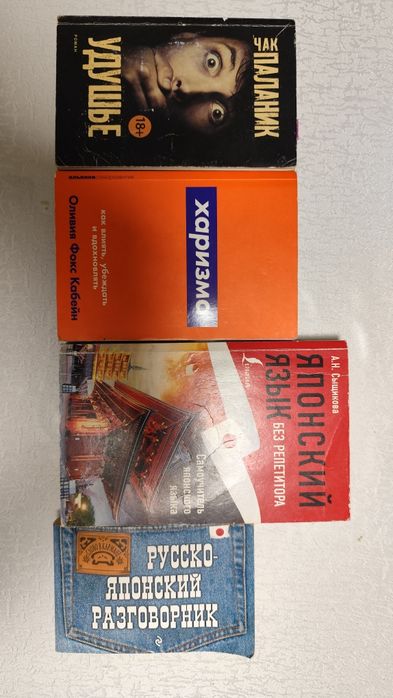 ЧАК
ПАЛАНИК
УДУШЬЕ
РОМАН
18+
харизма
как влиять, убеждать
и вдохновлять
Оливия Фокс Кабейн
А.Н. Сыщикова
ЯПОНСКИЙ
ЯЗЫК БЕЗ РЕПЕТИТОРА
Самоучитель
японского
языка
РУССКО-
ЯПОНСКИЙ
РАЗГОВОРНИК